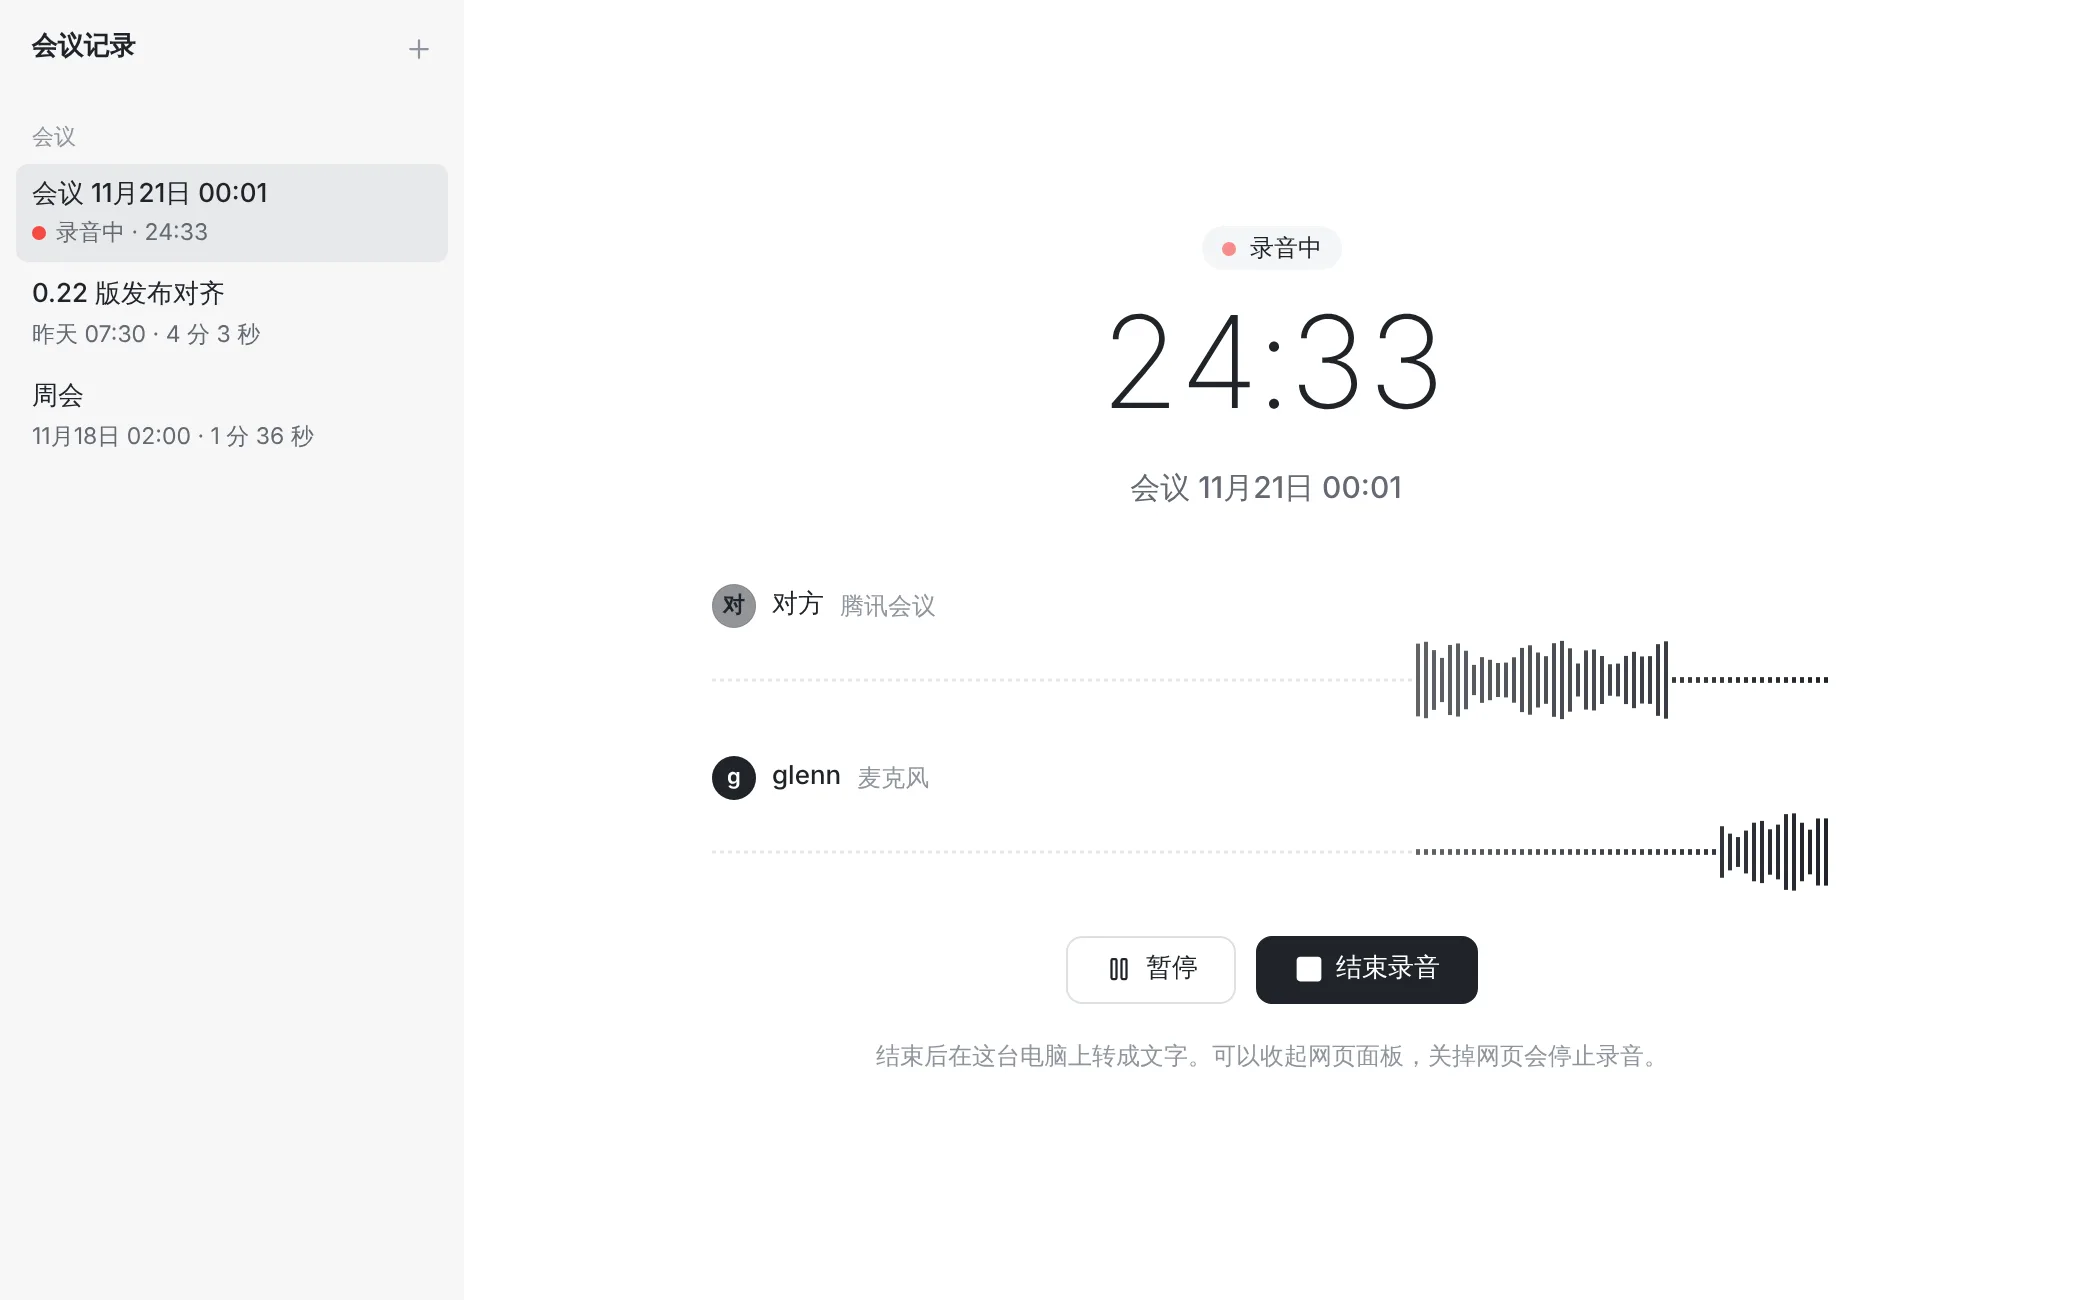 会议记录
会议
会议 11月21日 00:01
录音中 · 24:33
0.22 版发布对齐
昨天 07:30 · 4 分 3 秒
周会
11月18日 02:00 · 1 分 36 秒
录音中
24:33
会议 11月21日 00:01
对 对方 腾讯会议
g glenn 麦克风
暂停 结束录音
结束后在这台电脑上转成文字。可以收起网页面板，关掉网页会停止录音。